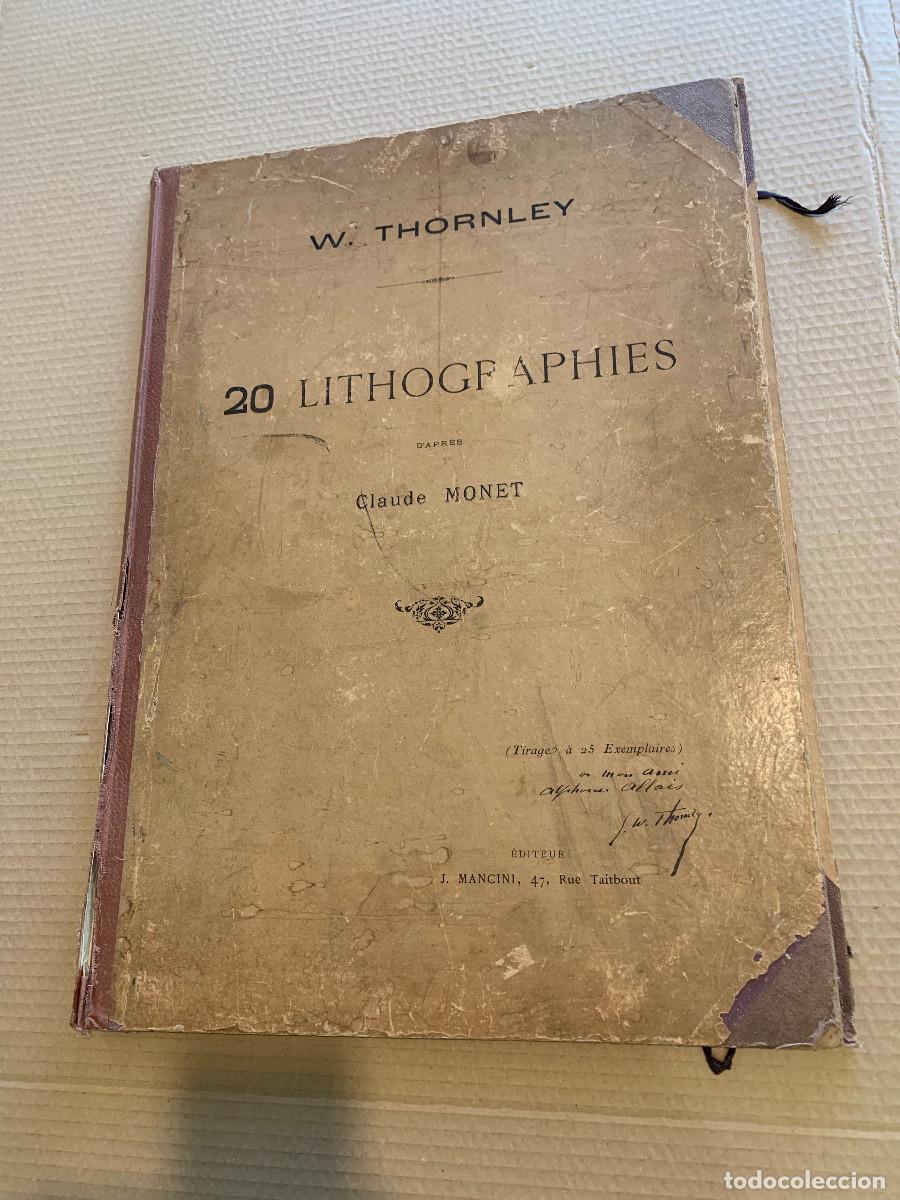 W. THORNLEY
20 LITHOGRAPHIES
D'APRÈS
Claude MONET
(Tirage à 25 Exemplaires)
a mon ami
Alphonse Allais
G. W. Thornley.
ÉDITEUR:
J. MANCINI, 47, Rue Taitbout
todocoleccion